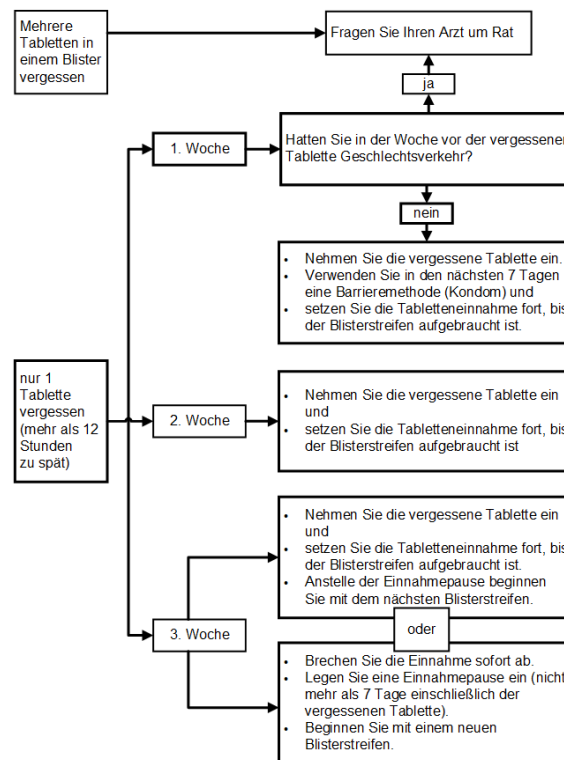 Mehrere
Tabletten in
einem Blister
vergessen
Fragen Sie Ihren Arzt um Rat
ja
1. Woche
Hatten Sie in der Woche vor der vergessenen
Tablette Geschlechtsverkehr?
nein
• Nehmen Sie die vergessene Tablette ein.
• Verwenden Sie in den nächsten 7 Tagen
eine Barrieremethode (Kondom) und
• setzen Sie die Tabletteneinnahme fort, bis
der Blisterstreifen aufgebraucht ist.
nur 1
Tablette
vergessen
(mehr als 12
Stunden
zu spät)
2. Woche
• Nehmen Sie die vergessene Tablette ein
und
• setzen Sie die Tabletteneinnahme fort, bis
der Blisterstreifen aufgebraucht ist
3. Woche
• Nehmen Sie die vergessene Tablette ein
und
• setzen Sie die Tabletteneinnahme fort, bis
der Blisterstreifen aufgebraucht ist.
• Anstelle der Einnahmepause beginnen
Sie mit dem nächsten Blisterstreifen.
oder
• Brechen Sie die Einnahme sofort ab.
• Legen Sie eine Einnahmepause ein (nicht
mehr als 7 Tage einschließlich der
vergessenen Tablette).
• Beginnen Sie mit einem neuen
Blisterstreifen.